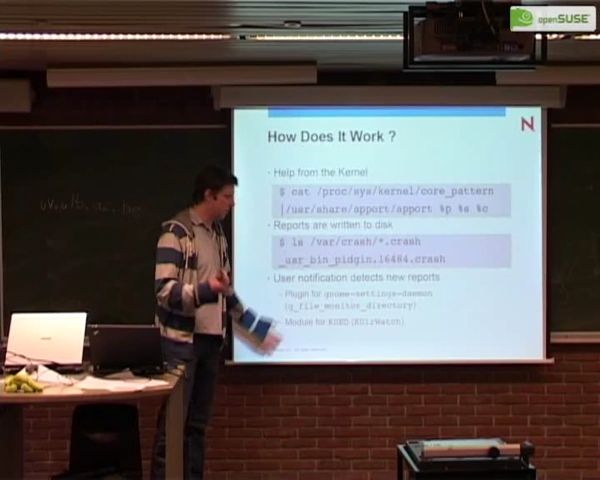 openSUSE
How Does It Work ?
N
- Help from the Kernel
$ cat /proc/sys/kernel/core_pattern
|/usr/share/apport/apport %p %s %c
- Reports are written to disk
$ ls /var/crash/*.crash
_usr_bin_pidgin.16484.crash
- User notification detects new reports
- Plugin for gnome-settings-daemon
(g_file_monitor_directory)
- Module for KDED (KDirWatch)